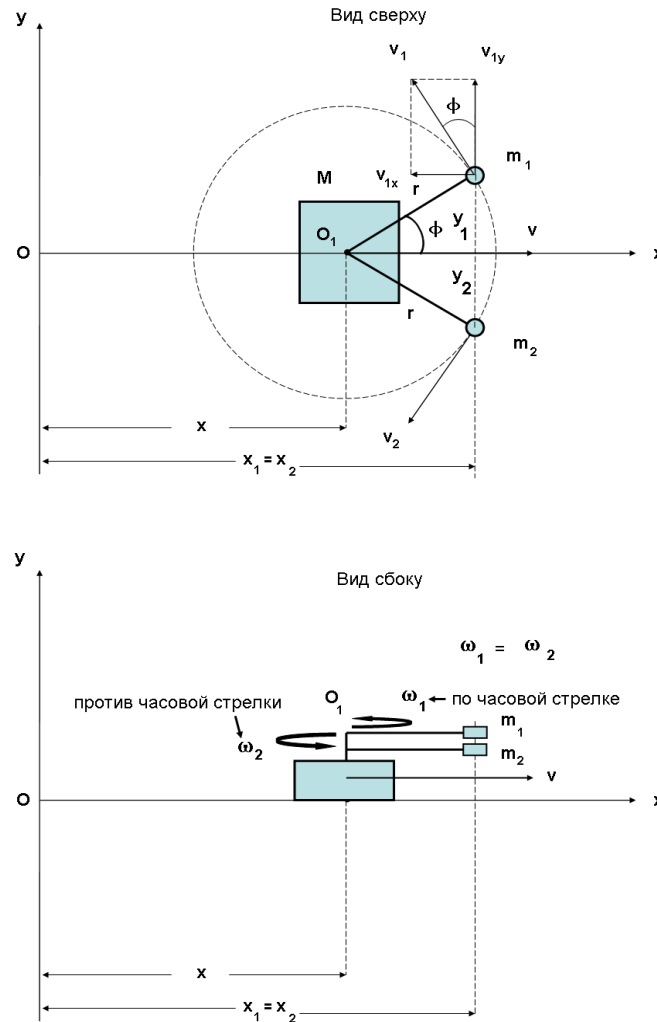 Вид сверху
y
v₁ v₁y
ϕ
m₁
M v₁x
r
y₁
O₁ ϕ v
O x
y₂
r
m₂
v₂
x
x₁ = x₂
y
Вид сбоку
ω₁ = ω₂
против часовой стрелки O₁ ω₁ по часовой стрелке
m₁
ω₂ m₂
v
O x
x
x₁ = x₂